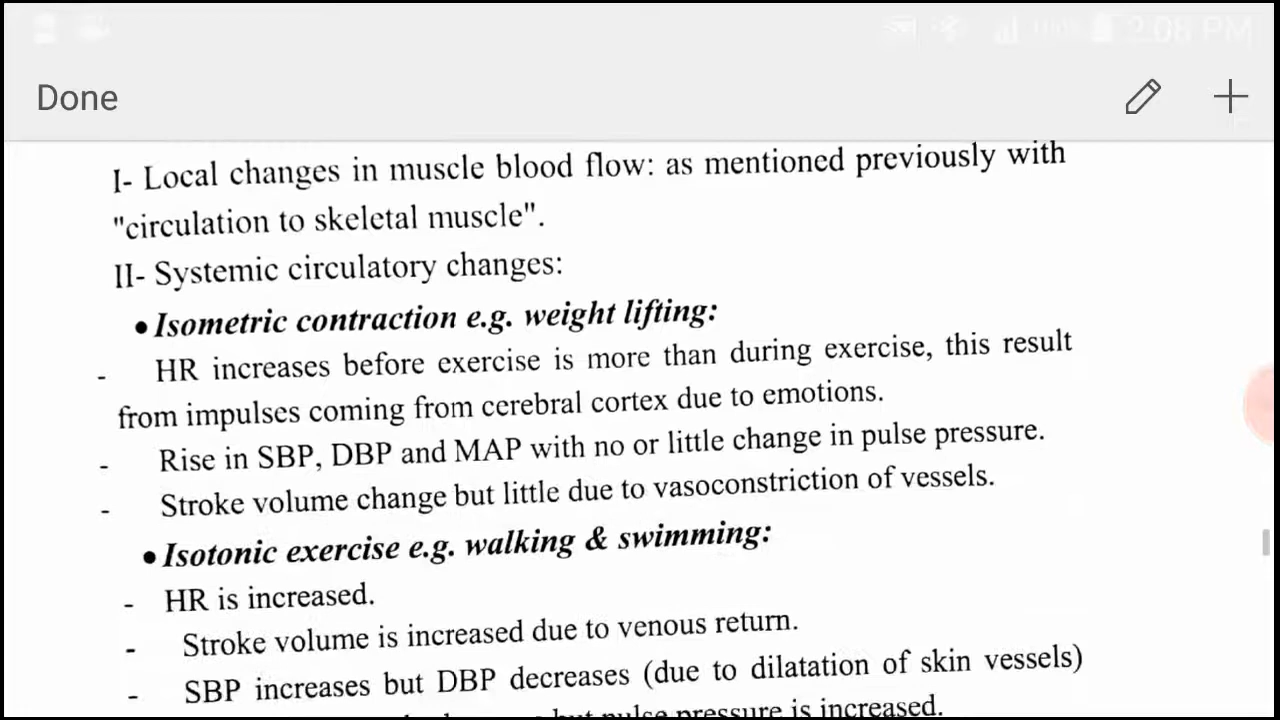 2:08 PM
Done
I- Local changes in muscle blood flow: as mentioned previously with
"circulation to skeletal muscle".
II- Systemic circulatory changes:
• Isometric contraction e.g. weight lifting:
- HR increases before exercise is more than during exercise, this result
from impulses coming from cerebral cortex due to emotions.
- Rise in SBP, DBP and MAP with no or little change in pulse pressure.
- Stroke volume change but little due to vasoconstriction of vessels.
• Isotonic exercise e.g. walking & swimming:
- HR is increased.
- Stroke volume is increased due to venous return.
- SBP increases but DBP decreases (due to dilatation of skin vessels)
but pulse pressure is increased.